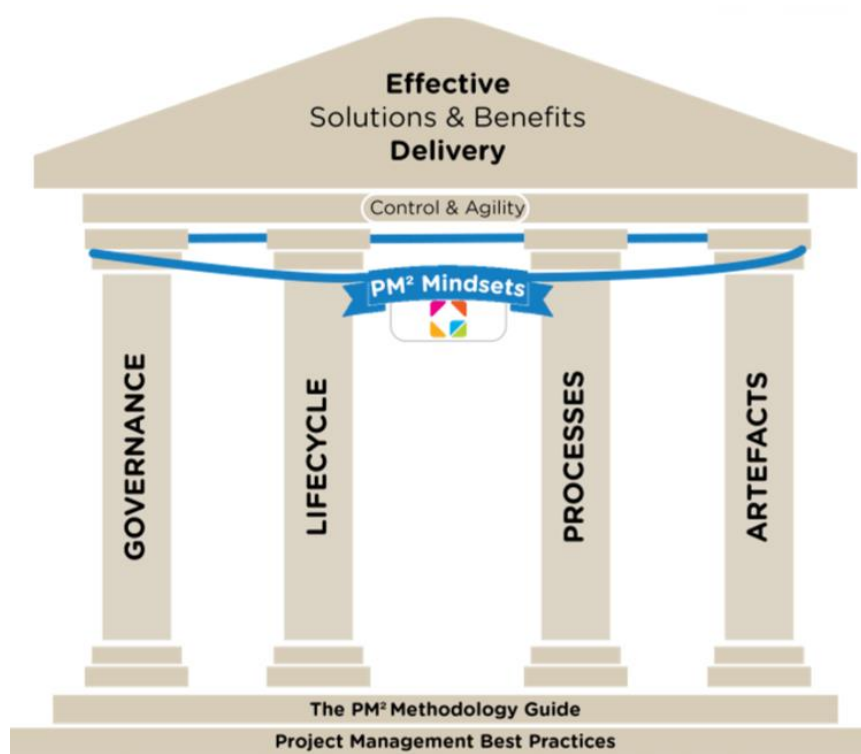 Effective
Solutions & Benefits
Delivery
Control & Agility
PM² Mindsets
GOVERNANCE
LIFECYCLE
PROCESSES
ARTEFACTS
The PM² Methodology Guide
Project Management Best Practices